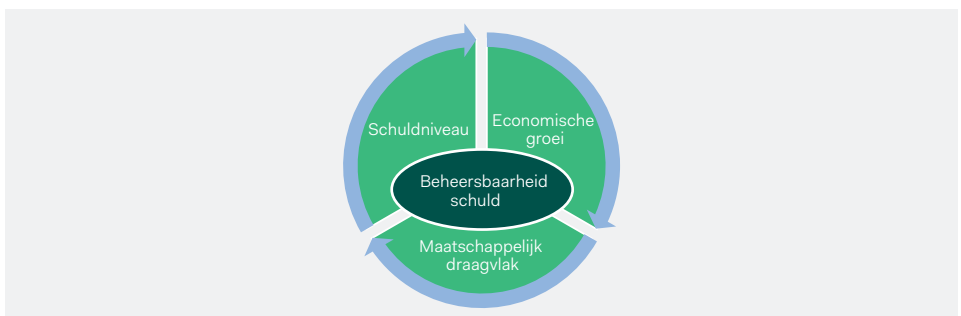 Schuldniveau
Economische
groei
Beheersbaarheid
schuld
Maatschappelijk
draagvlak